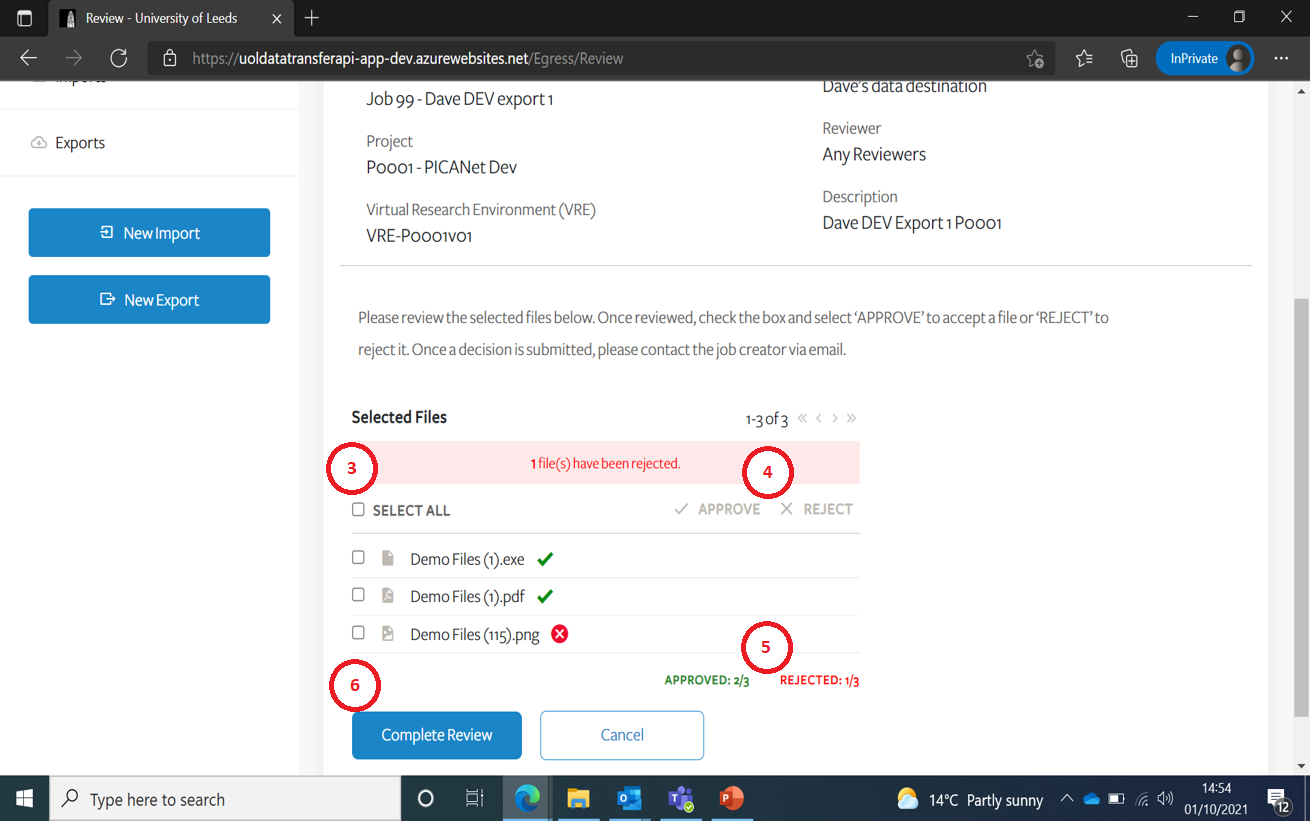 Review - University of Leeds
https://uoldatatransferapi-app-dev.azurewebsites.net/Egress/Review
InPrivate
Imports
Exports
New Import
New Export
Job 99 - Dave DEV export 1
Project
P0001 - PICANet Dev
Virtual Research Environment (VRE)
VRE-P0001V01
Dave's data destination
Reviewer
Any Reviewers
Description
Dave DEV Export 1 P0001
Please review the selected files below. Once reviewed, check the box and select ‘APPROVE’ to accept a file or ‘REJECT’ to
reject it. Once a decision is submitted, please contact the job creator via email.
Selected Files
1-3 of 3
3
1 file(s) have been rejected.
4
SELECT ALL
APPROVE
REJECT
Demo Files (1).exe
Demo Files (1).pdf
Demo Files (115).png
5
APPROVED: 2/3
REJECTED: 1/3
6
Complete Review
Cancel
Type here to search
14°C Partly sunny
14:54
01/10/2021
12